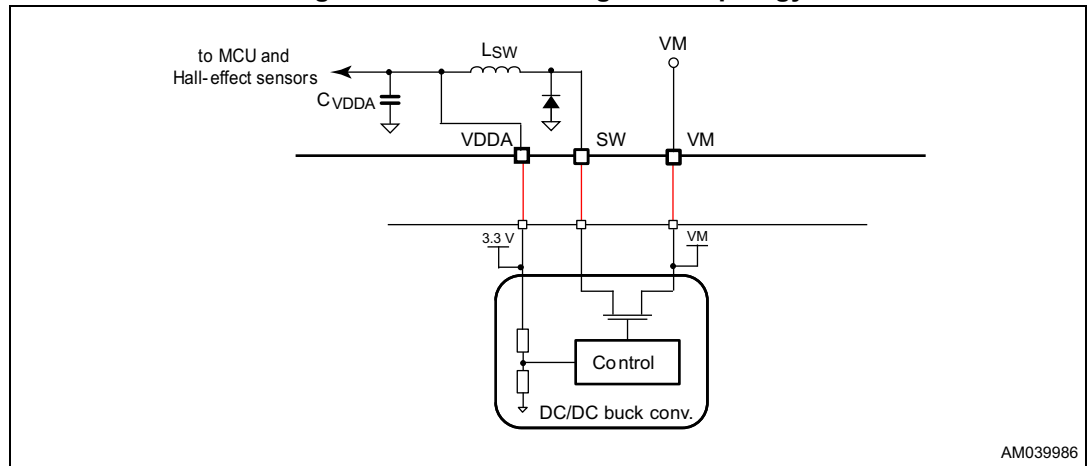 to MCU and
Hall-effect sensors
LSW
VM
CVDDA
VDDA
SW
VM
3.3 V
VM
Control
DC/DC buck conv.
AM039986